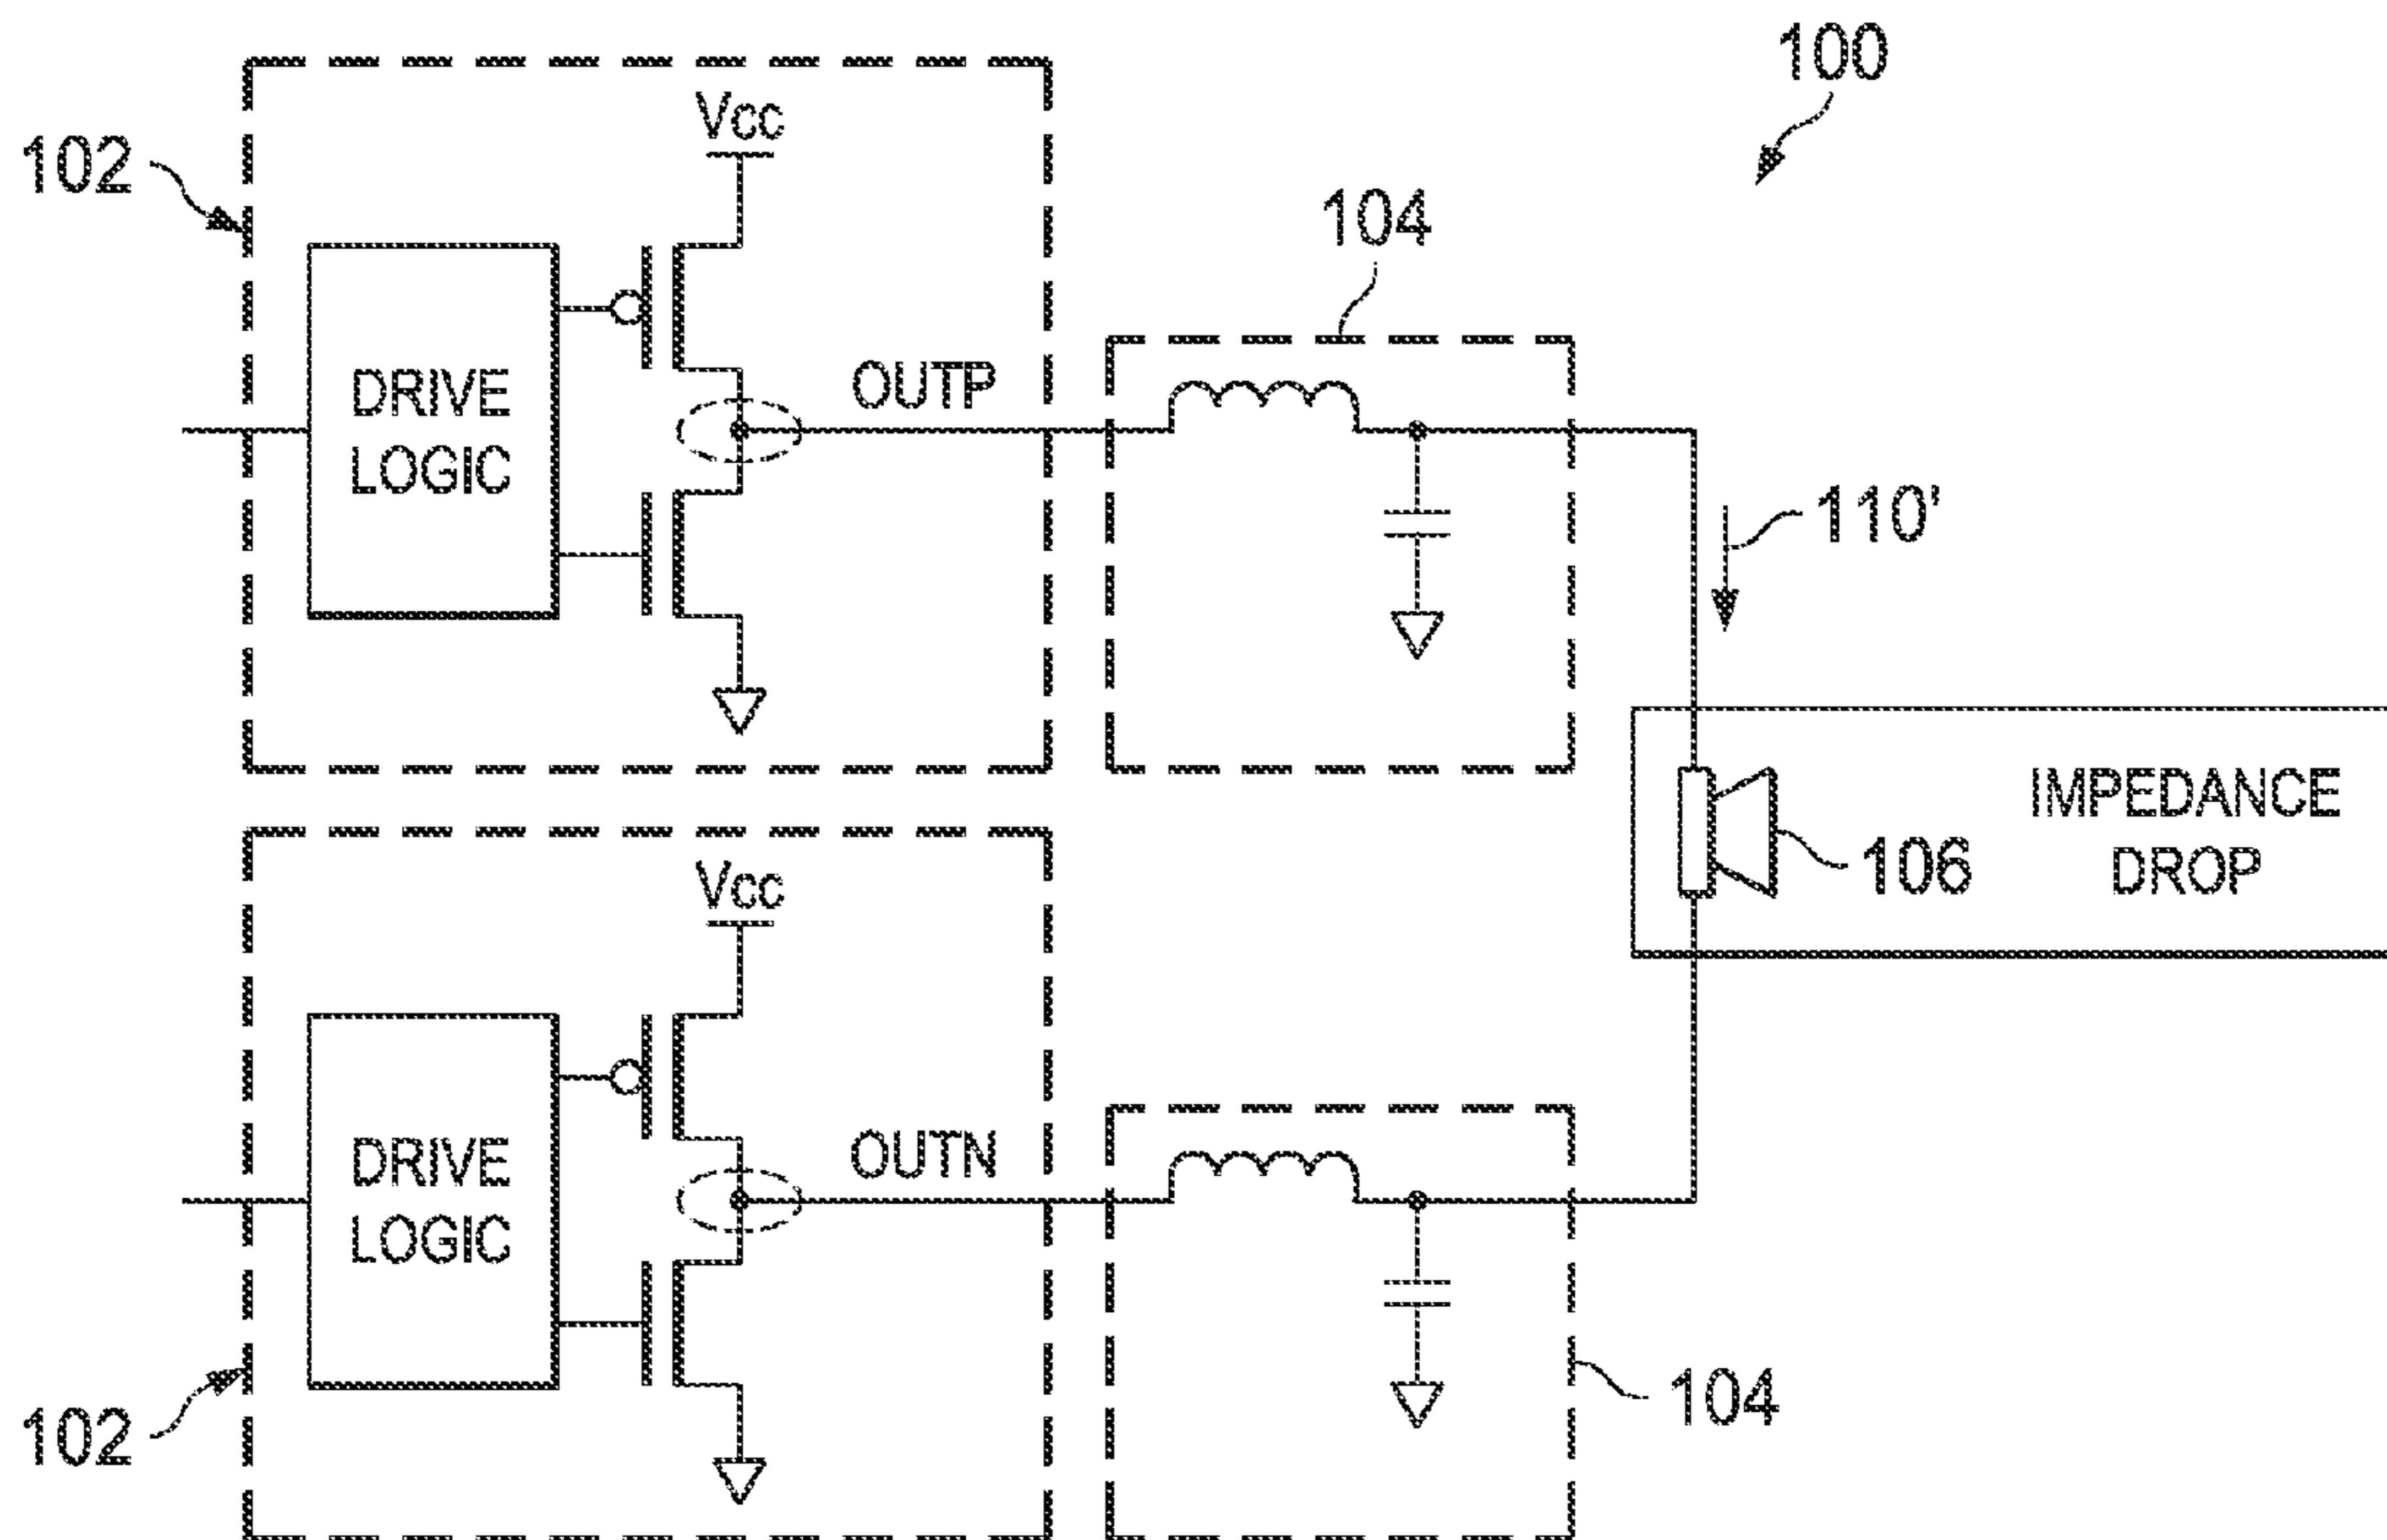 100
102
Vcc
104
DRIVE
LOGIC
OUTP
110'
IMPEDANCE
DROP
106
Vcc
DRIVE
LOGIC
OUTN
104
102